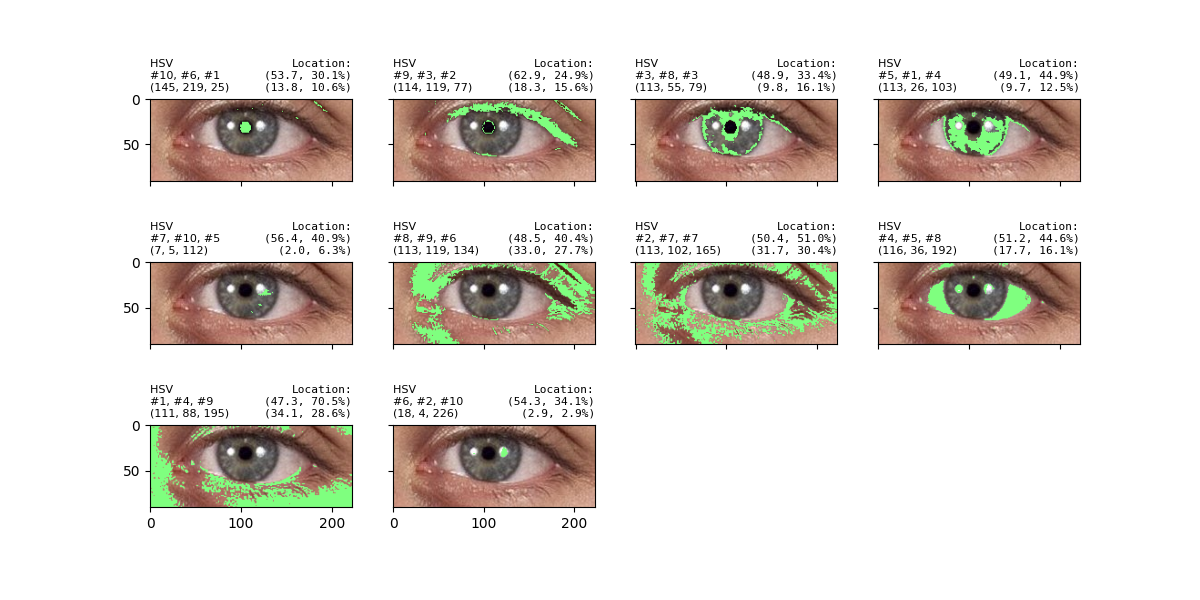 HSV Location:
#10, #6, #1 (53.7, 30.1%)
(145, 219, 25) (13.8, 10.6%)
HSV Location:
#9, #3, #2 (62.9, 24.9%)
(114, 119, 77) (18.3, 15.6%)
HSV Location:
#3, #8, #3 (48.9, 33.4%)
(113, 55, 79) (9.8, 16.1%)
HSV Location:
#5, #1, #4 (49.1, 44.9%)
(113, 26, 103) (9.7, 12.5%)
0
50
HSV Location:
#7, #10, #5 (56.4, 40.9%)
(7, 5, 112) (2.0, 6.3%)
HSV Location:
#8, #9, #6 (48.5, 40.4%)
(113, 119, 134) (33.0, 27.7%)
HSV Location:
#2, #7, #7 (50.4, 51.0%)
(113, 102, 165) (31.7, 30.4%)
HSV Location:
#4, #5, #8 (51.2, 44.6%)
(116, 36, 192) (17.7, 16.1%)
0
50
HSV Location:
#1, #4, #9 (47.3, 70.5%)
(111, 88, 195) (34.1, 28.6%)
HSV Location:
#6, #2, #10 (54.3, 34.1%)
(18, 4, 226) (2.9, 2.9%)
0
50
0 100 200
0 100 200